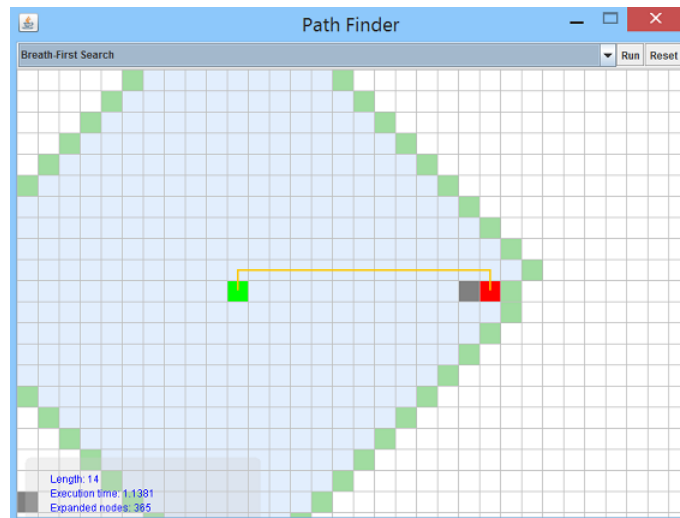 Path Finder
Breath-First Search
Run Reset
Length: 14
Execution time: 1.1381
Expanded nodes: 365